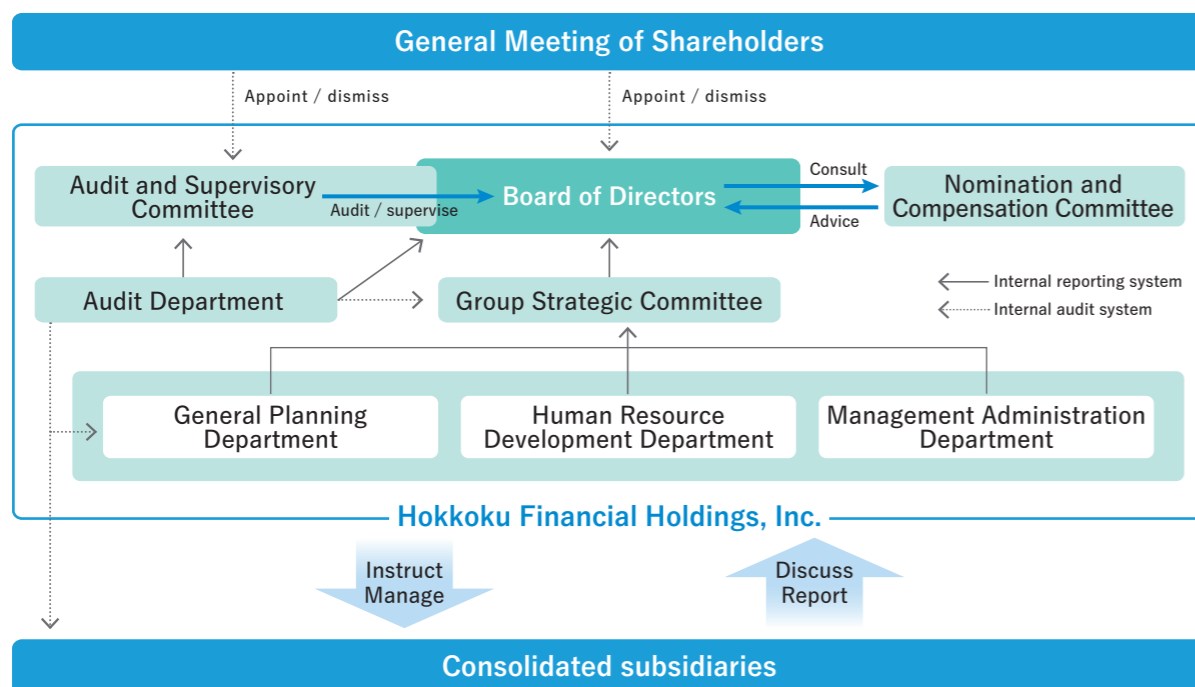 General Meeting of Shareholders
Appoint / dismiss
Appoint / dismiss
Audit and Supervisory
Committee
Audit / supervise
Board of Directors
Consult
Advice
Nomination and
Compensation Committee
Audit Department
Group Strategic Committee
Internal reporting system
Internal audit system
General Planning
Department
Human Resource
Development Department
Management Administration
Department
Hokkoku Financial Holdings, Inc.
Instruct
Manage
Discuss
Report
Consolidated subsidiaries